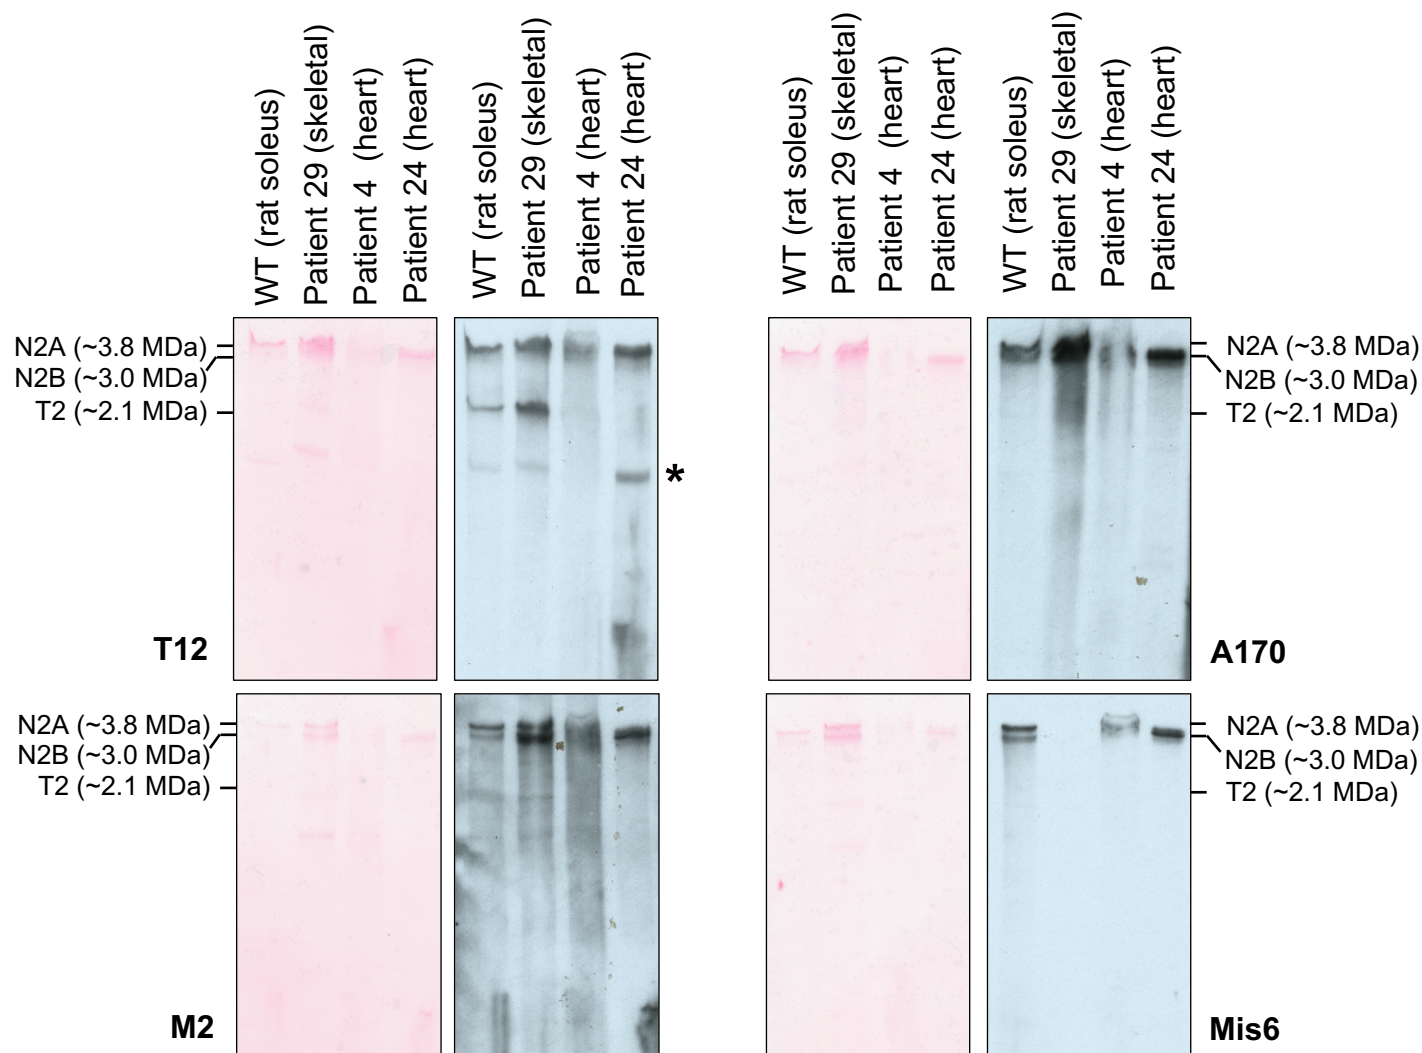 WT (rat soleus)
Patient 29 (skeletal)
Patient 4 (heart)
Patient 24 (heart)
WT (rat soleus)
Patient 29 (skeletal)
Patient 4 (heart)
Patient 24 (heart)
WT (rat soleus)
Patient 29 (skeletal)
Patient 4 (heart)
Patient 24 (heart)
WT (rat soleus)
Patient 29 (skeletal)
Patient 4 (heart)
Patient 24 (heart)
N2A (~3.8 MDa)
N2B (~3.0 MDa)
T2 (~2.1 MDa)
*
N2A (~3.8 MDa)
N2B (~3.0 MDa)
T2 (~2.1 MDa)
T12
A170
N2A (~3.8 MDa)
N2B (~3.0 MDa)
T2 (~2.1 MDa)
N2A (~3.8 MDa)
N2B (~3.0 MDa)
T2 (~2.1 MDa)
M2
Mis6